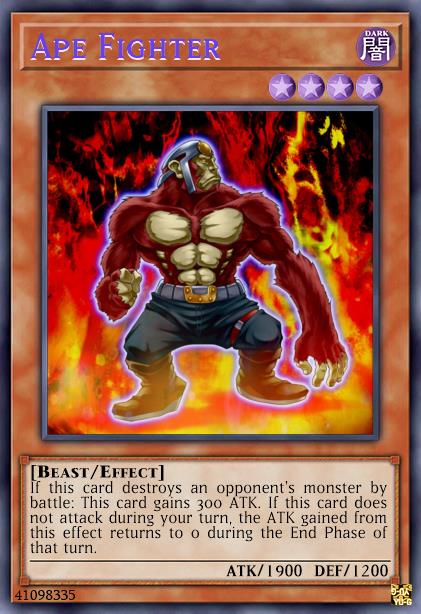 APE FIGHTER
DARK
闇
[BEAST/EFFECT]
If this card destroys an opponent's monster by
battle: This card gains 300 ATK. If this card does
not attack during your turn, the ATK gained from
this effect returns to 0 during the End Phase of
that turn.
ATK/1900 DEF/1200
41098335